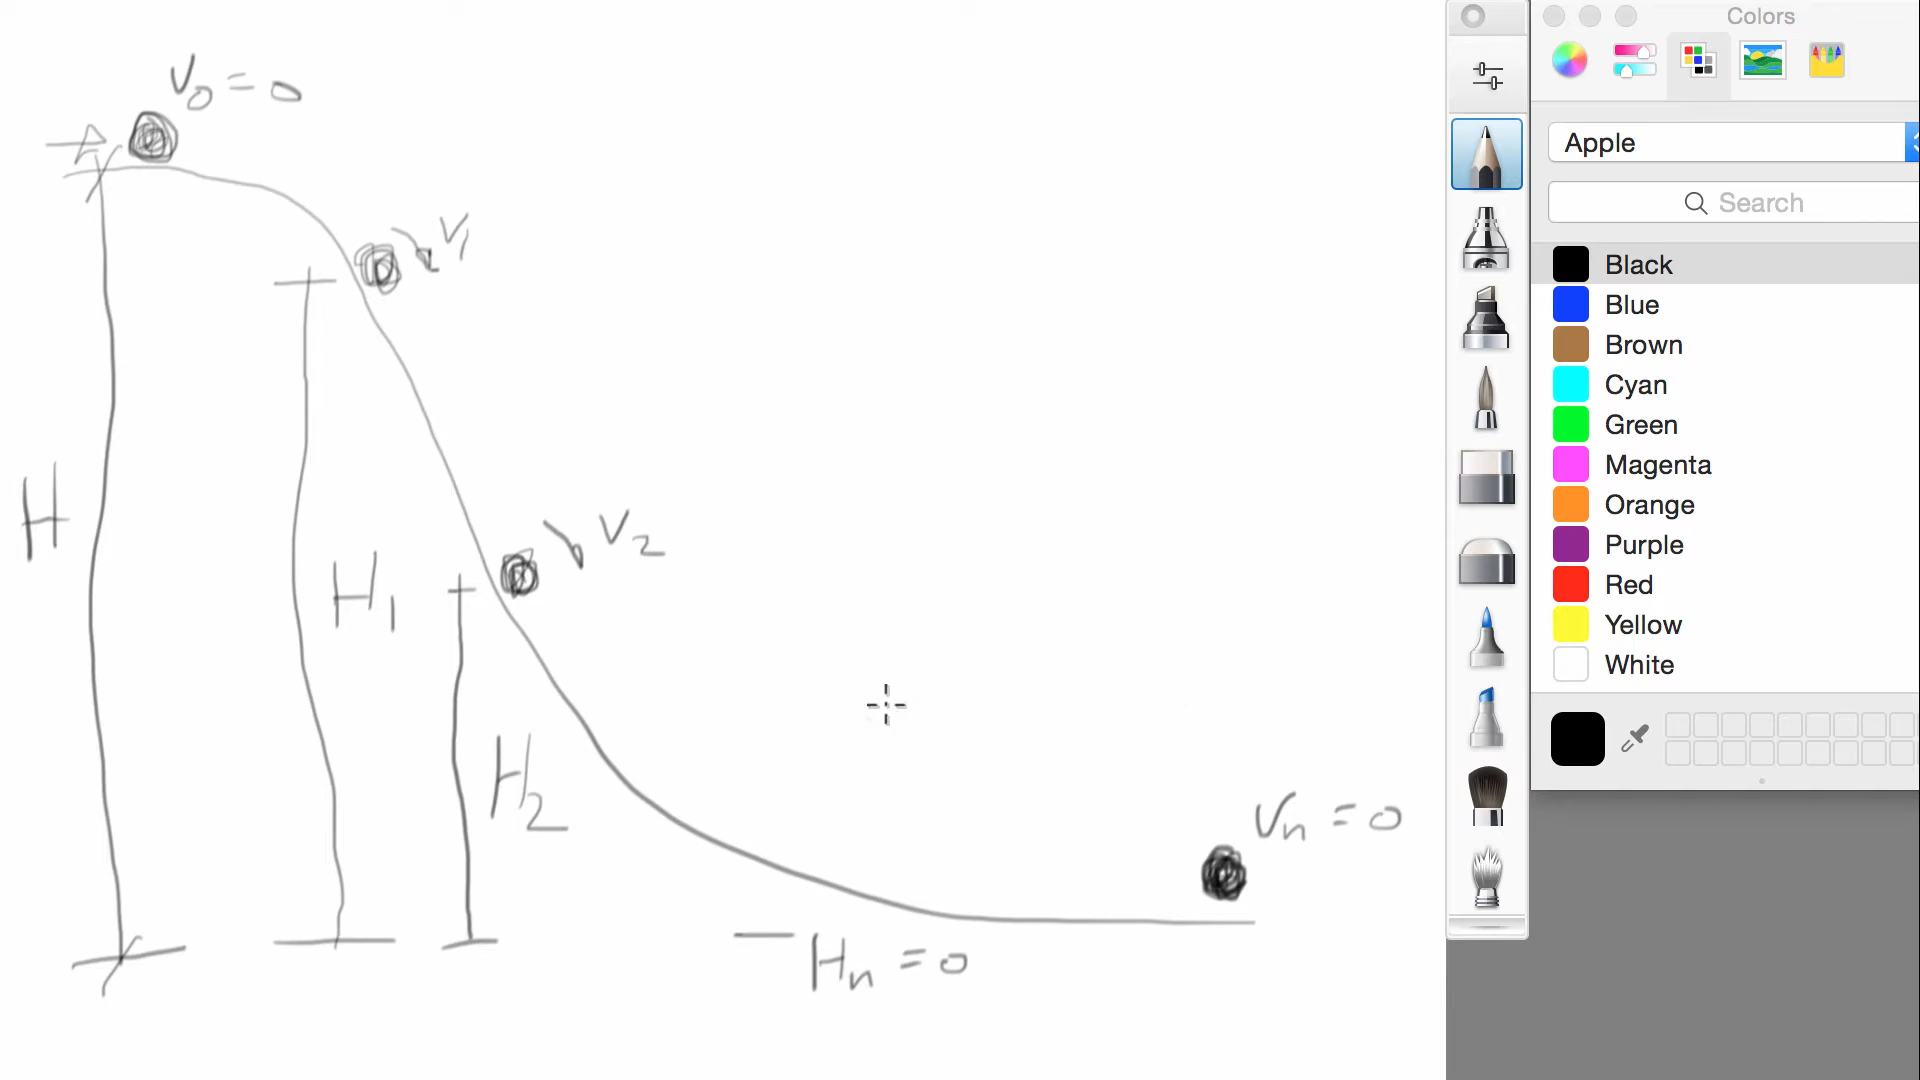 V0 = 0
V1
H
H1
V2
H2
Vn = 0
Hn = 0
Colors
Apple
Search
Black
Blue
Brown
Cyan
Green
Magenta
Orange
Purple
Red
Yellow
White